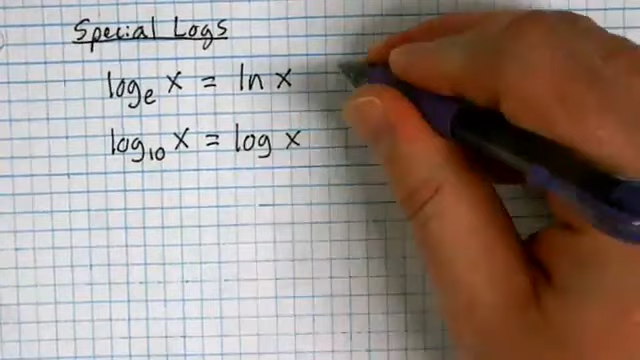 Special Logs
logₑ x = ln x
log₁₀ x = log x